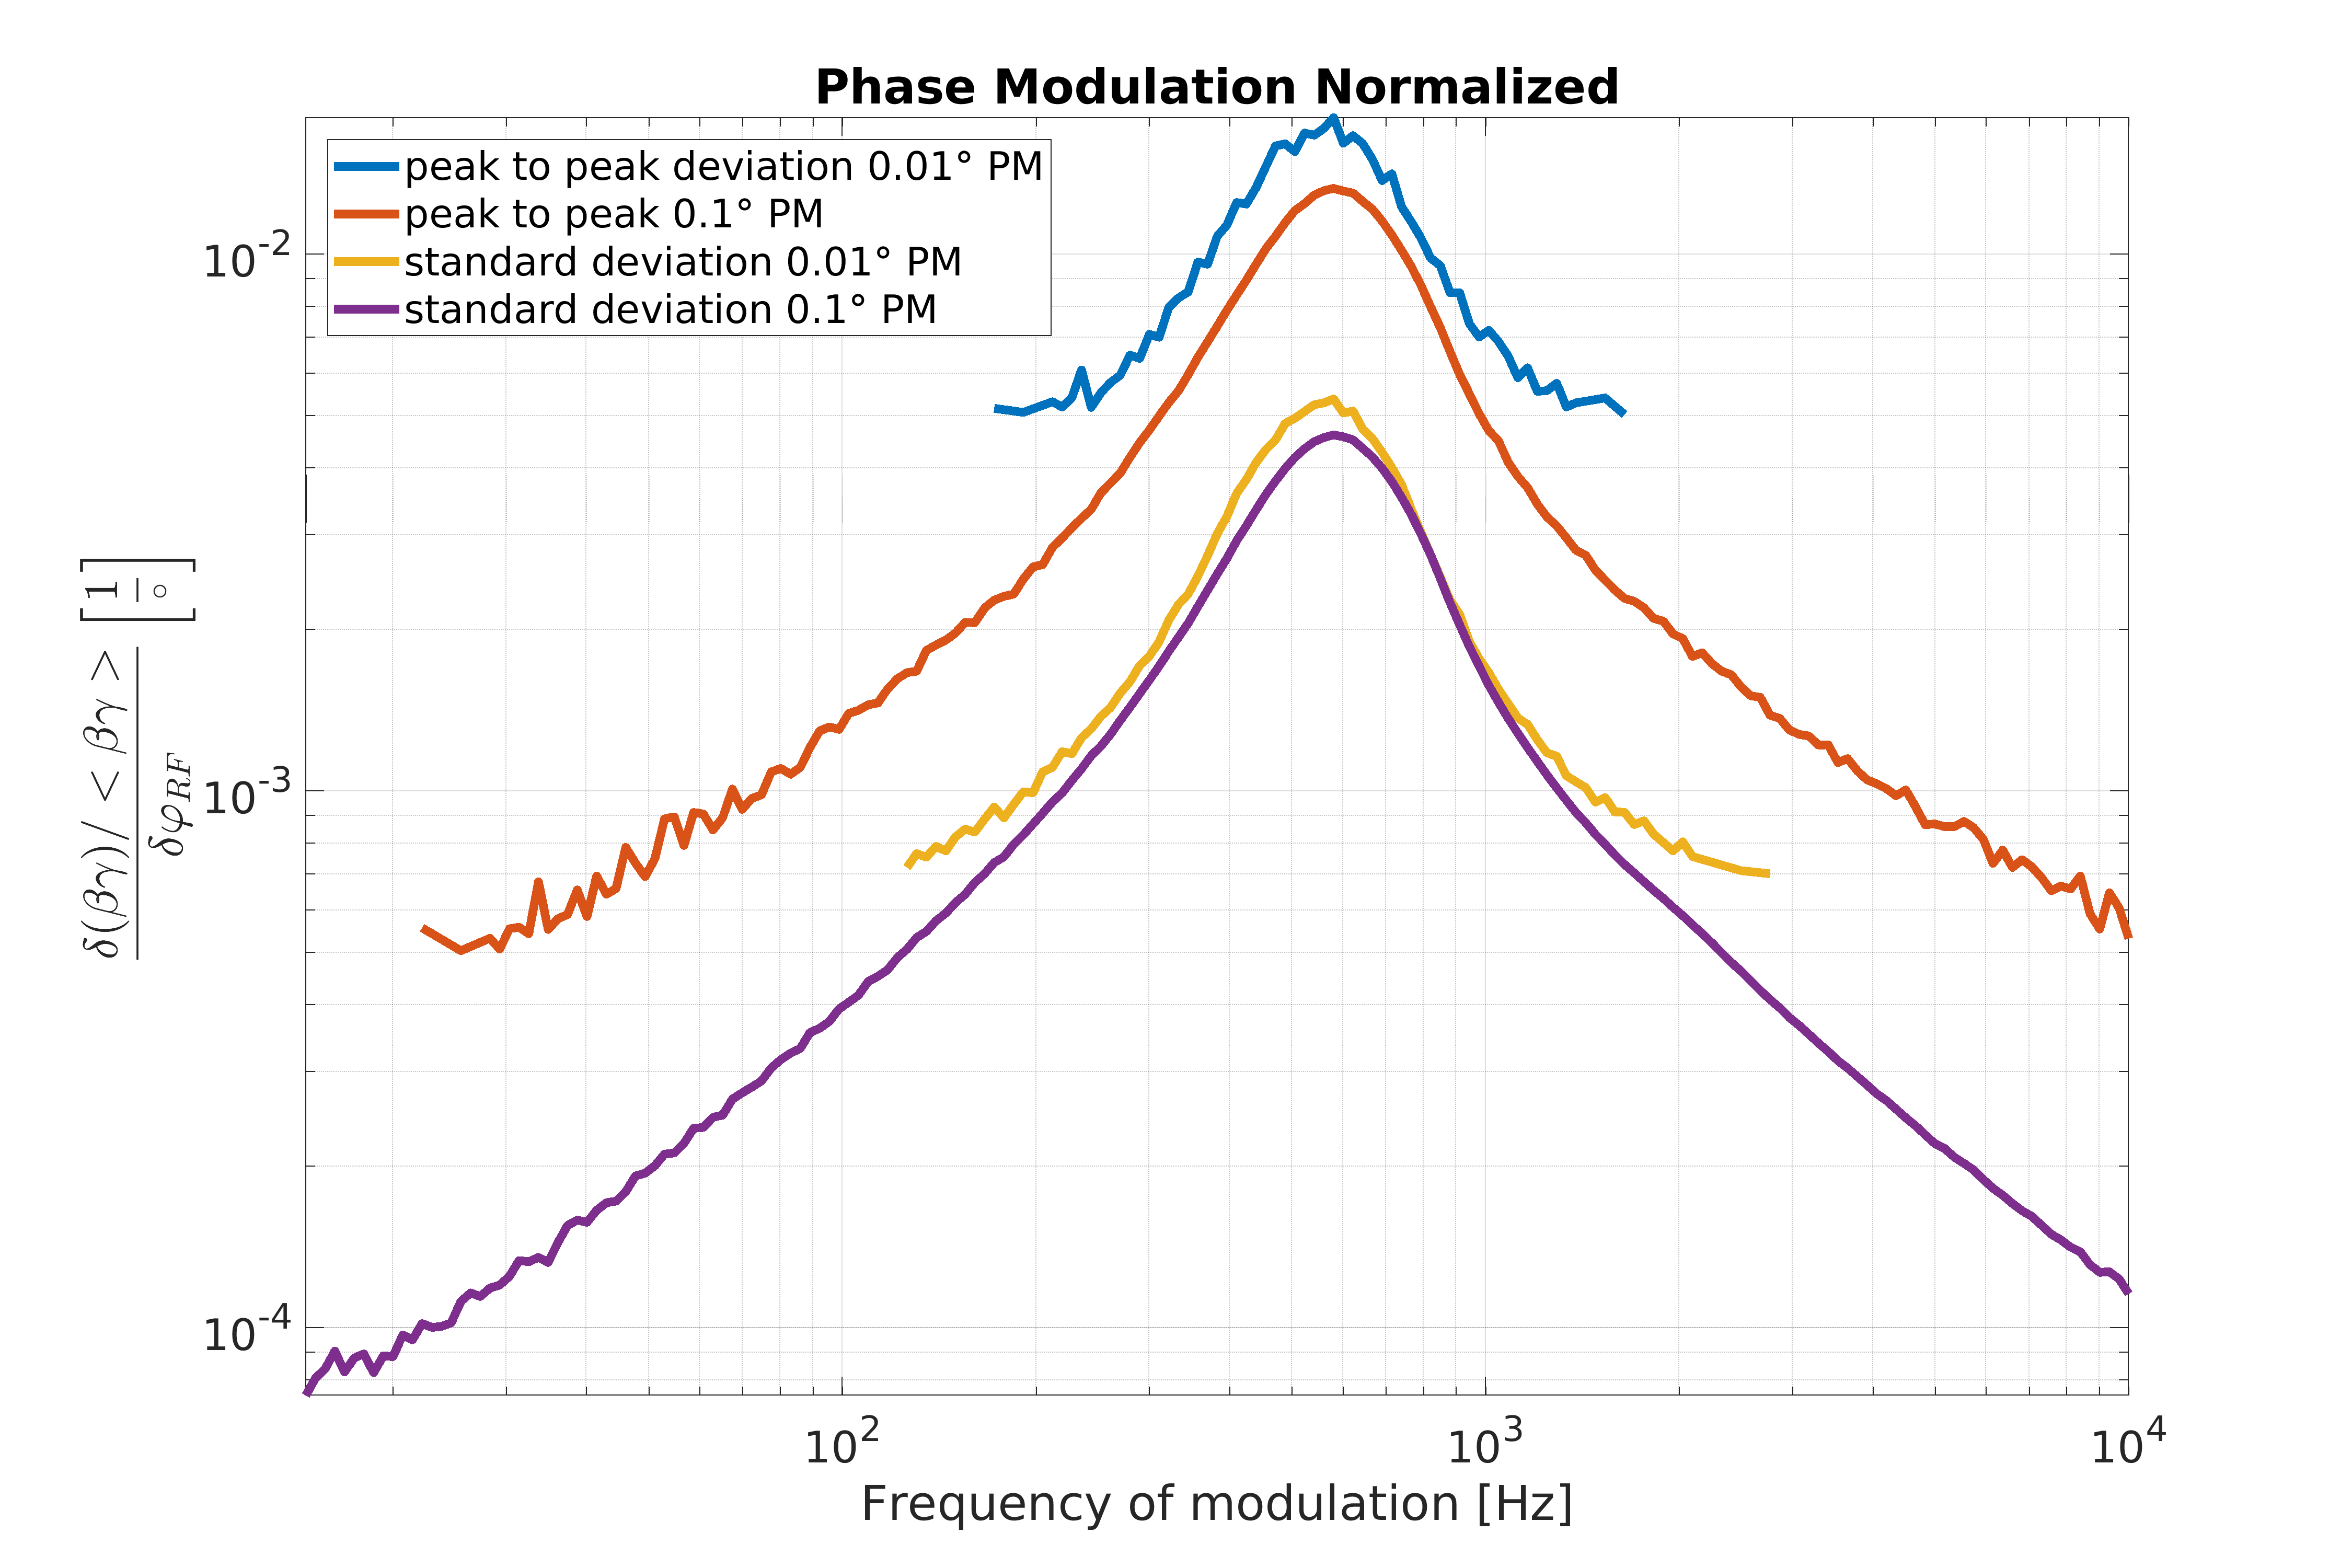 Phase Modulation Normalized
peak to peak deviation 0.01° PM
peak to peak 0.1° PM
standard deviation 0.01° PM
standard deviation 0.1° PM
δ(βγ)/ < βγ >
δφ_RF
[1/°]
10^-2
10^-3
10^-4
10^2 10^3 10^4
Frequency of modulation [Hz]